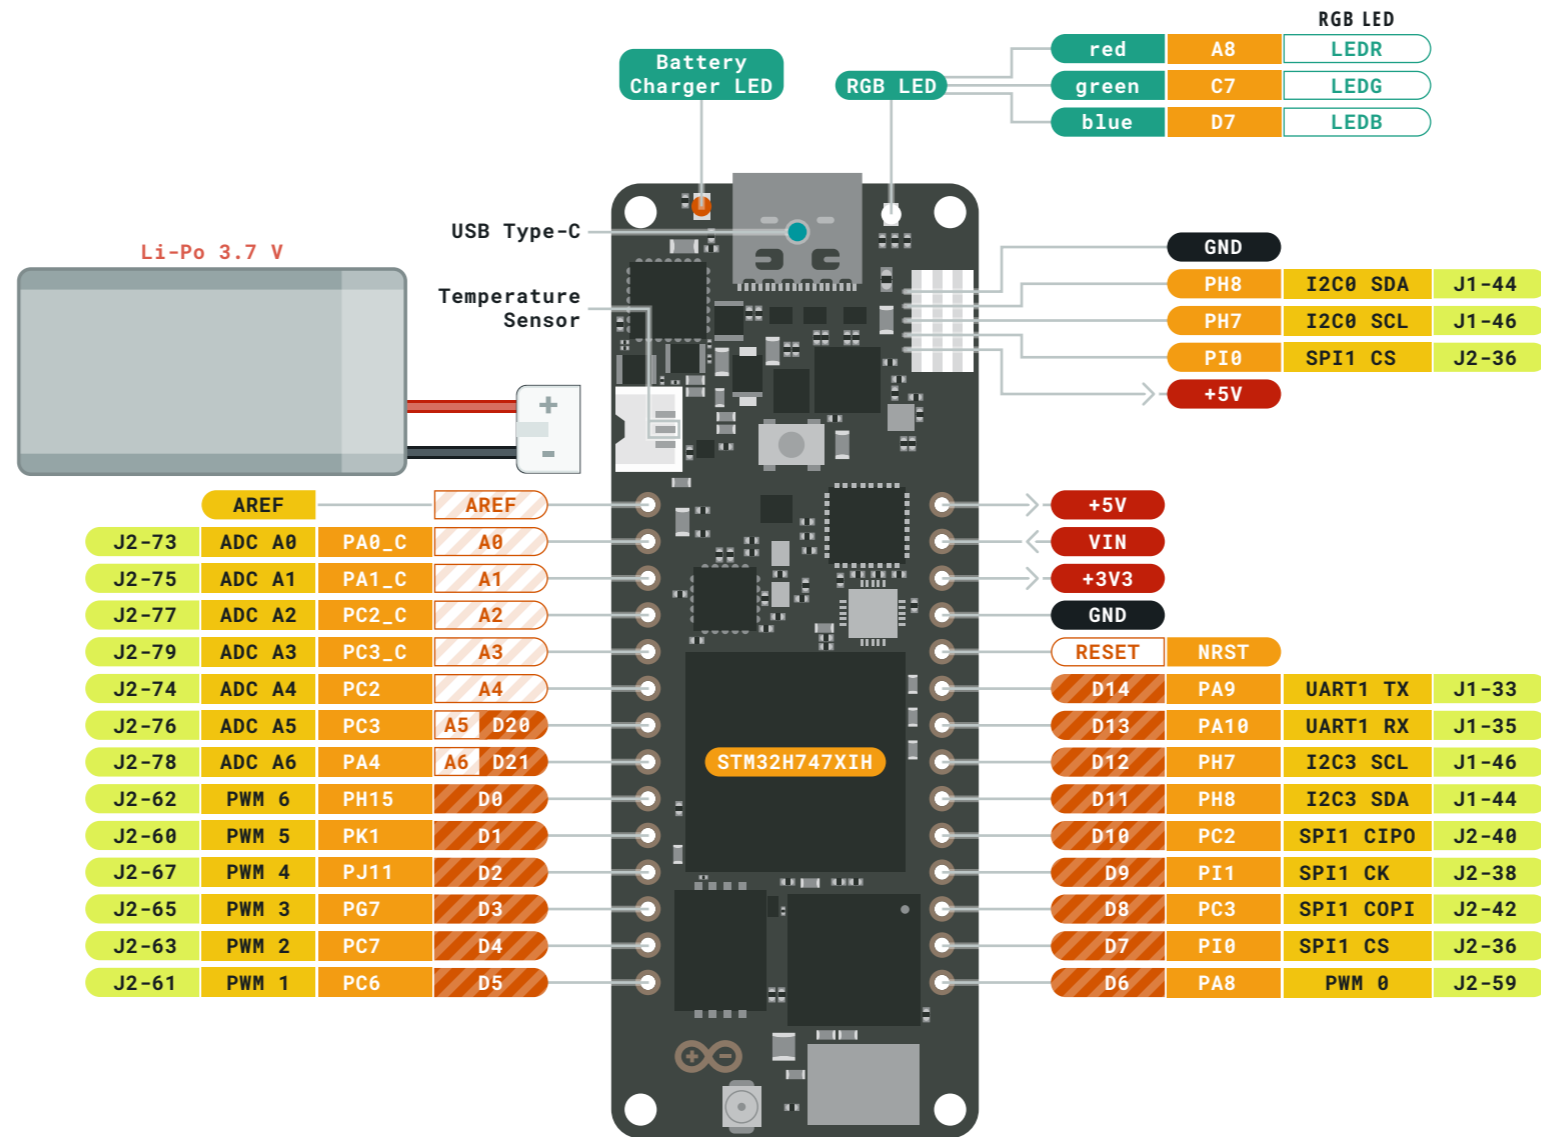 RGB LED
red A8 LEDR
green C7 LEDG
blue D7 LEDB
Battery
Charger LED
RGB LED
USB Type-C
Temperature
Sensor
Li-Po 3.7 V
+
-
GND
PH8 I2C0 SDA J1-44
PH7 I2C0 SCL J1-46
PI0 SPI1 CS J2-36
+5V
AREF AREF
J2-73 ADC A0 PA0_C A0
J2-75 ADC A1 PA1_C A1
J2-77 ADC A2 PC2_C A2
J2-79 ADC A3 PC3_C A3
J2-74 ADC A4 PC2 A4
J2-76 ADC A5 PC3 A5 D20
J2-78 ADC A6 PA4 A6 D21
J2-62 PWM 6 PH15 D0
J2-60 PWM 5 PK1 D1
J2-67 PWM 4 PJ11 D2
J2-65 PWM 3 PG7 D3
J2-63 PWM 2 PC7 D4
J2-61 PWM 1 PC6 D5
STM32H747XIH
+5V
VIN
+3V3
GND
RESET NRST
D14 PA9 UART1 TX J1-33
D13 PA10 UART1 RX J1-35
D12 PH7 I2C3 SCL J1-46
D11 PH8 I2C3 SDA J1-44
D10 PC2 SPI1 CIPO J2-40
D9 PI1 SPI1 CK J2-38
D8 PC3 SPI1 COPI J2-42
D7 PI0 SPI1 CS J2-36
D6 PA8 PWM 0 J2-59